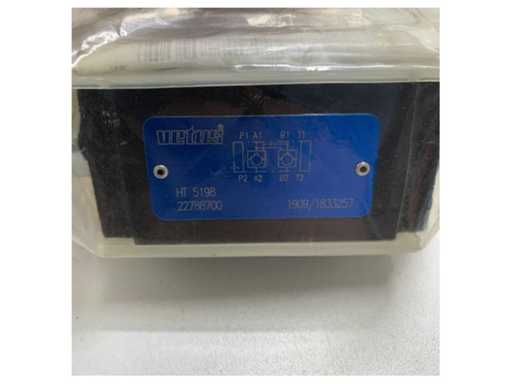 vetus®
P1 A1 B1 T1
P2 A2 B2 T2
HT 5198
22788700 1909/1833257